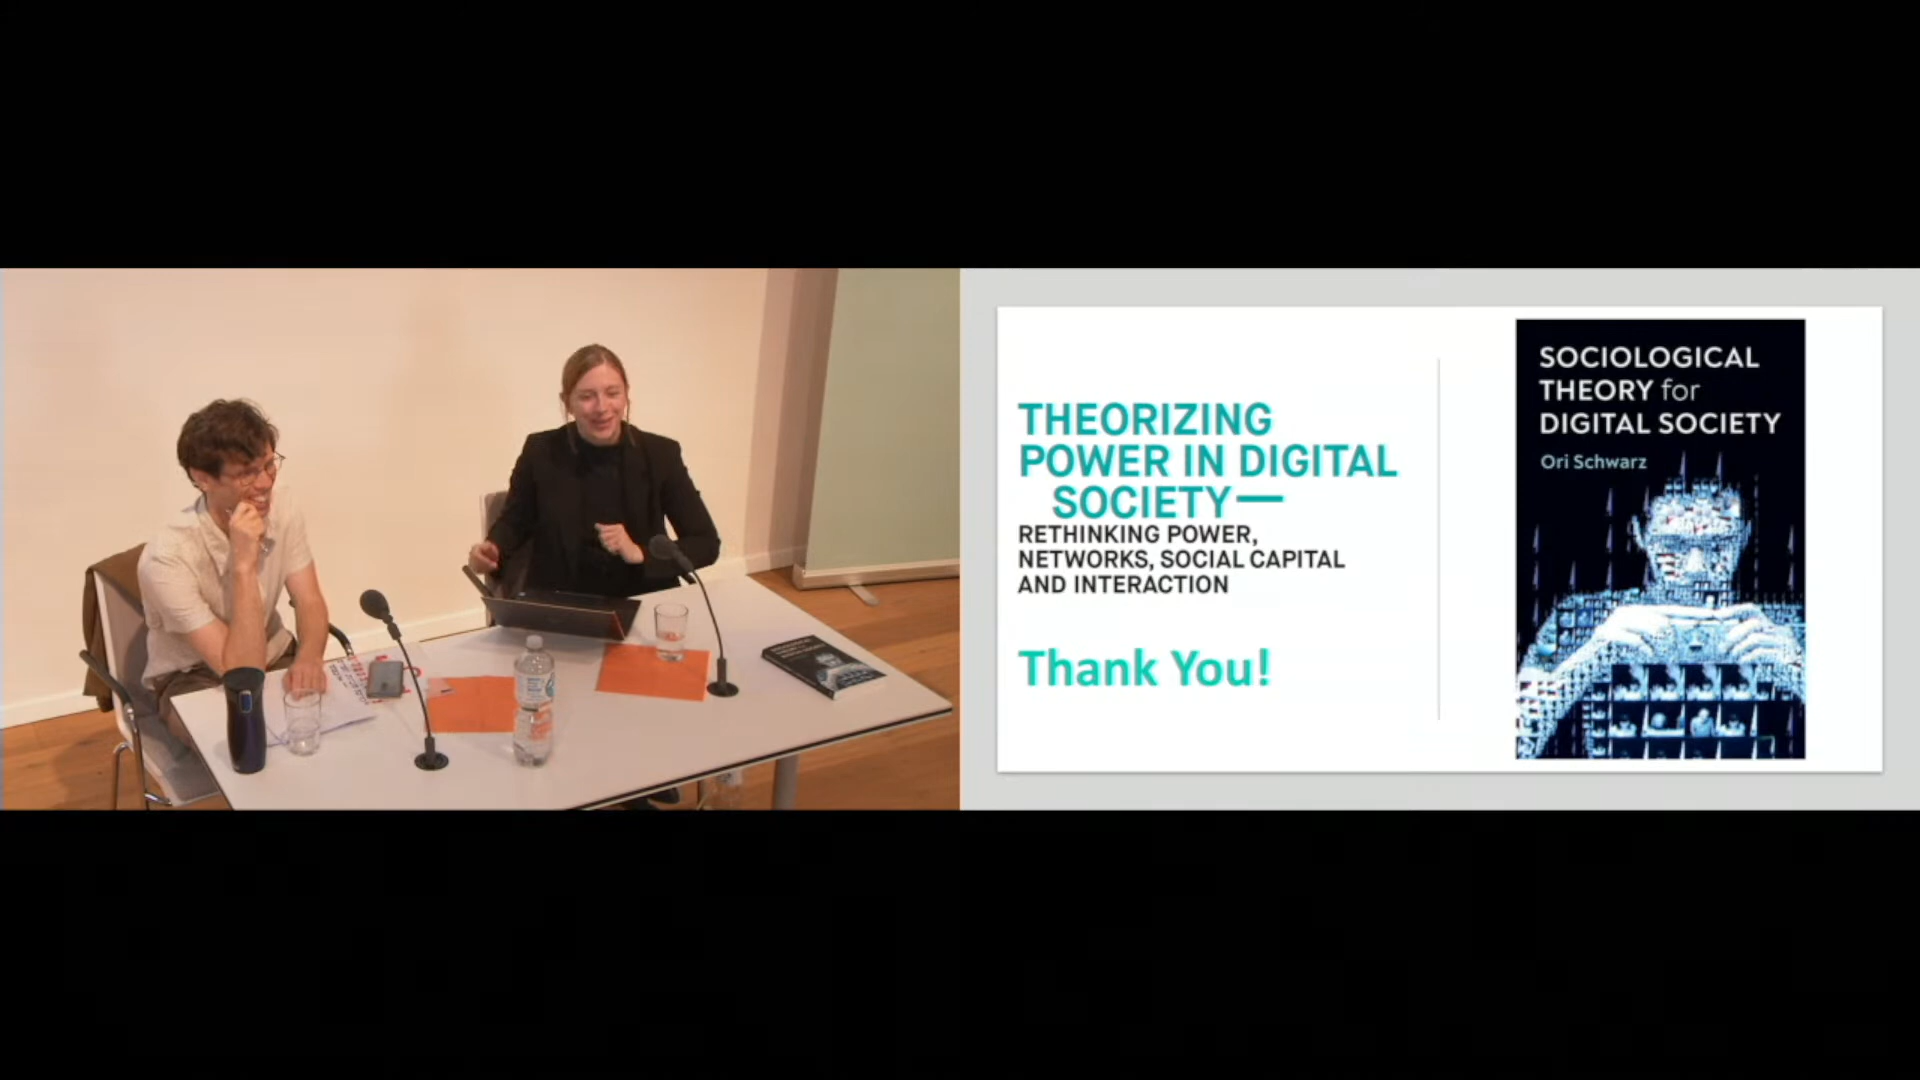 THEORIZING
POWER IN DIGITAL
SOCIETY—
RETHINKING POWER,
NETWORKS, SOCIAL CAPITAL
AND INTERACTION
Thank You!
SOCIOLOGICAL
THEORY for
DIGITAL SOCIETY
Ori Schwarz